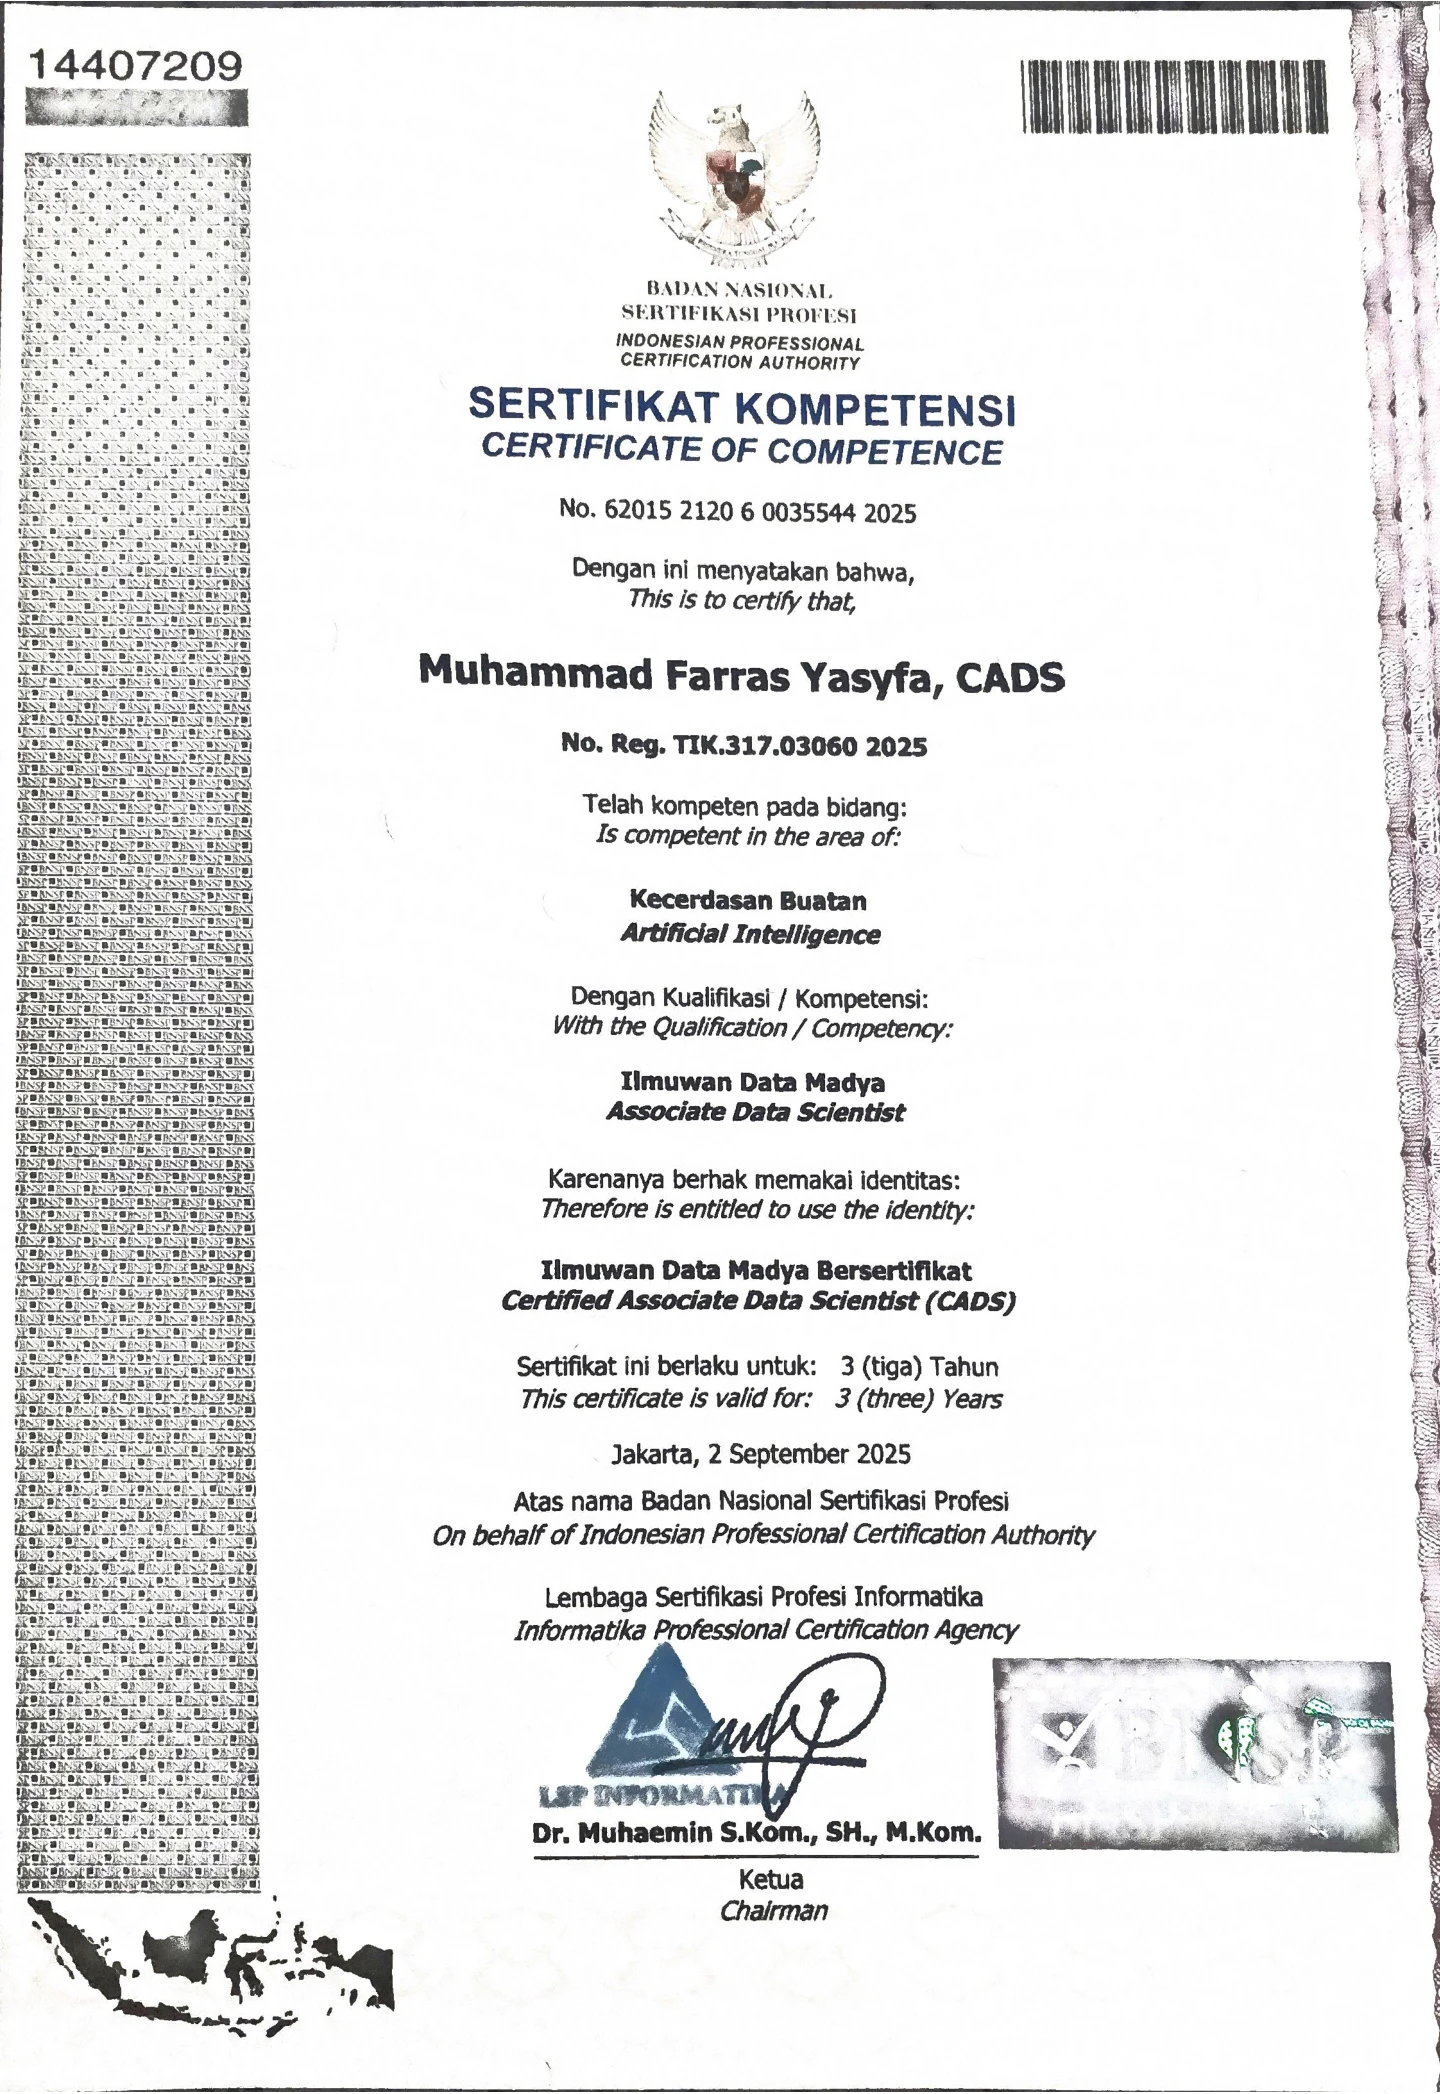 14407209
BADAN NASIONAL
SERTIFIKASI PROFESI
INDONESIAN PROFESSIONAL
CERTIFICATION AUTHORITY
SERTIFIKAT KOMPETENSI
CERTIFICATE OF COMPETENCE
No. 62015 2120 6 0035544 2025
Dengan ini menyatakan bahwa,
This is to certify that,
Muhammad Farras Yasyfa, CADS
No. Reg. TIK.317.03060 2025
Telah kompeten pada bidang:
Is competent in the area of:
Kecerdasan Buatan
Artificial Intelligence
Dengan Kualifikasi / Kompetensi:
With the Qualification / Competency:
Ilmuwan Data Madya
Associate Data Scientist
Karenanya berhak memakai identitas:
Therefore is entitled to use the identity:
Ilmuwan Data Madya Bersertifikat
Certified Associate Data Scientist (CADS)
Sertifikat ini berlaku untuk: 3 (tiga) Tahun
This certificate is valid for: 3 (three) Years
Jakarta, 2 September 2025
Atas nama Badan Nasional Sertifikasi Profesi
On behalf of Indonesian Professional Certification Authority
Lembaga Sertifikasi Profesi Informatika
Informatika Professional Certification Agency
LSP INFORMATIKA
BNSP
Dr. Muhaemin S.Kom., SH., M.Kom.
Ketua
Chairman